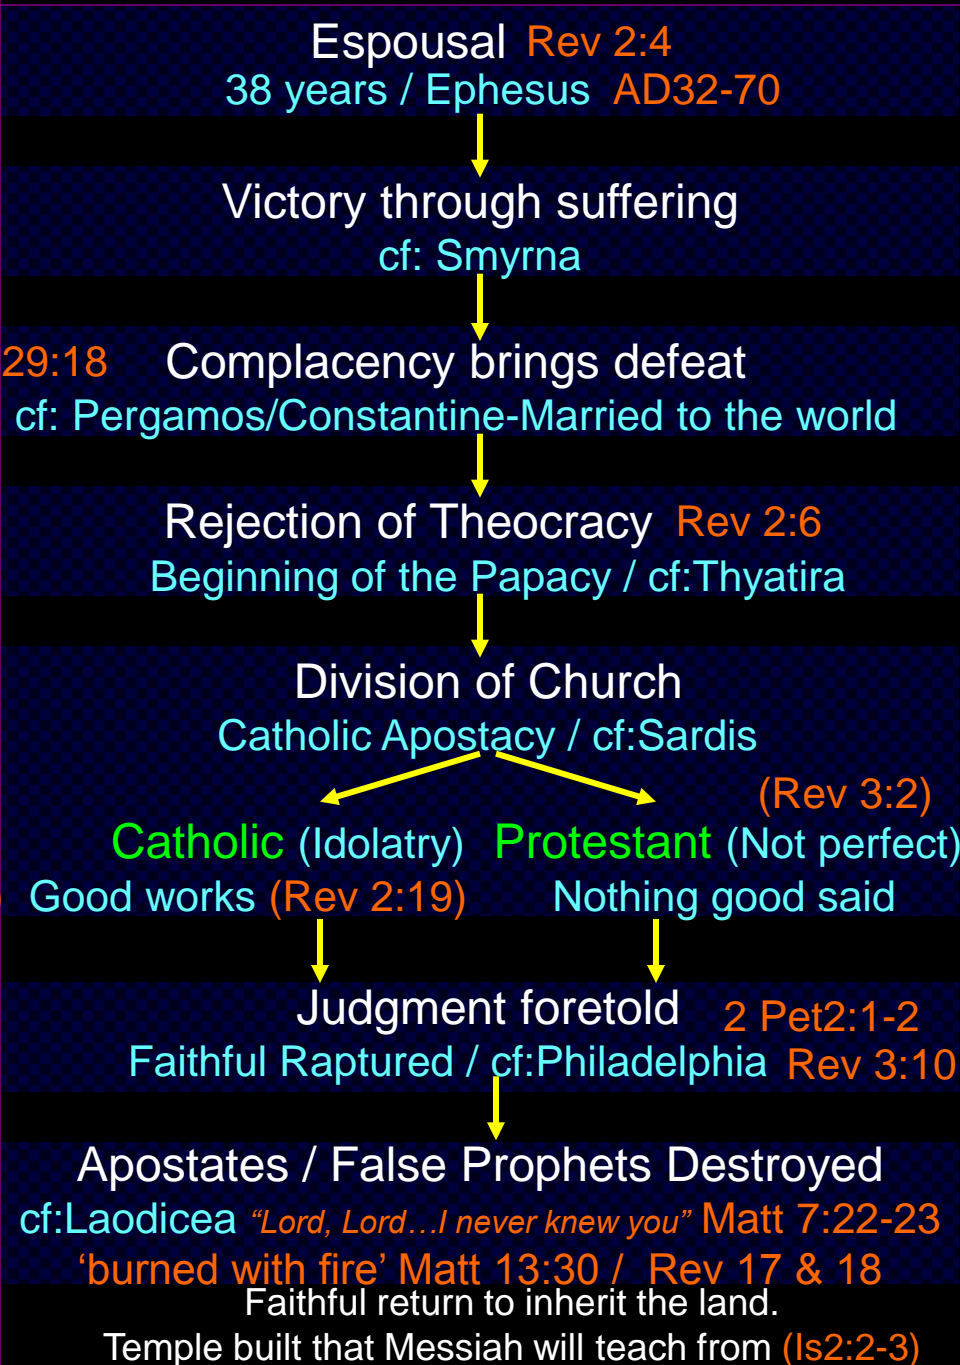 Espousal Rev 2:4
38 years / Ephesus AD32-70
Victory through suffering
cf: Smyrna
29:18 Complacency brings defeat
cf: Pergamos/Constantine-Married to the world
Rejection of Theocracy Rev 2:6
Beginning of the Papacy / cf:Thyatira
Division of Church
Catholic Apostacy / cf:Sardis
(Rev 3:2)
Catholic (Idolatry) Protestant (Not perfect)
Good works (Rev 2:19) Nothing good said
Judgment foretold 2 Pet2:1-2
Faithful Raptured / cf:Philadelphia Rev 3:10
Apostates / False Prophets Destroyed
cf:Laodicea “Lord, Lord…I never knew you” Matt 7:22-23
‘burned with fire’ Matt 13:30 / Rev 17 & 18
Faithful return to inherit the land.
Temple built that Messiah will teach from (Is2:2-3)